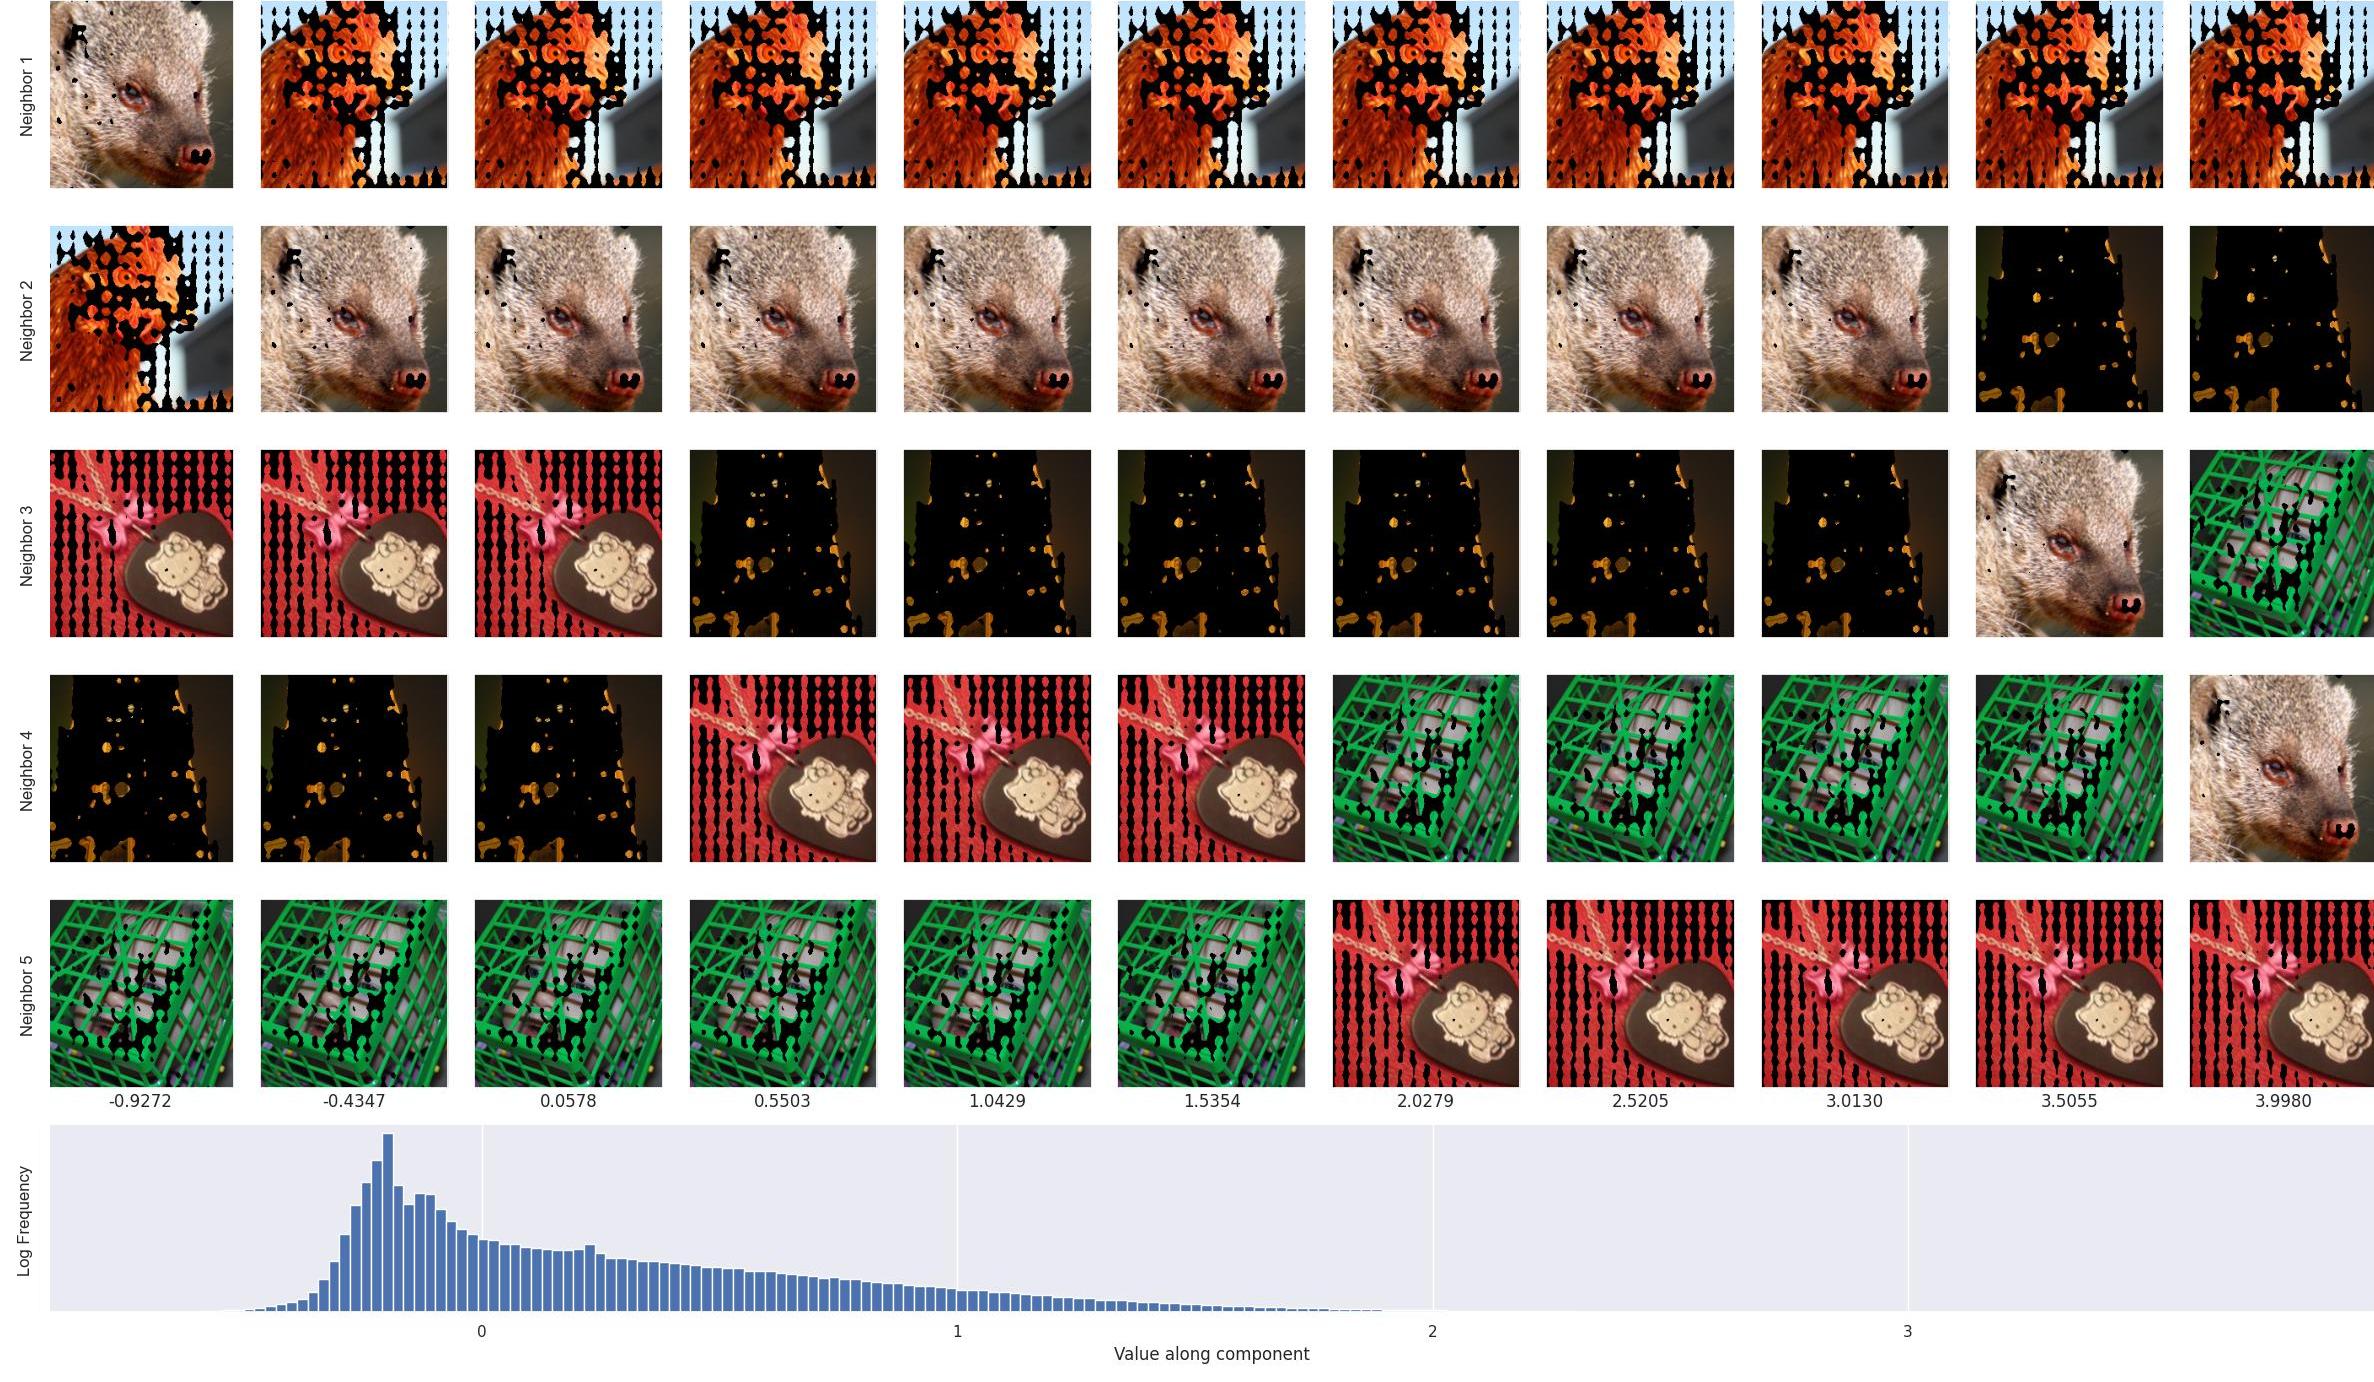 Neighbor 1
Neighbor 2
Neighbor 3
Neighbor 4
Neighbor 5
-0.9272 -0.4347 0.0578 0.5503 1.0429 1.5354 2.0279 2.5205 3.0130 3.5055 3.9980
Log Frequency
0 1 2 3
Value along component